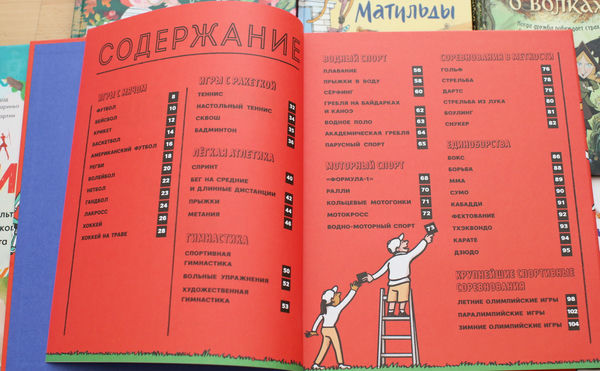 Матильды
О ВОЛКАХ
СОДЕРЖАНИЕ
ИГРЫ С МЯЧОМ
ФУТБОЛ 8
БЕЙСБОЛ 10
КРИКЕТ 12
БАСКЕТБОЛ 14
АМЕРИКАНСКИЙ ФУТБОЛ 16
РЕГБИ 18
ВОЛЕЙБОЛ 20
НЕТБОЛ 22
ГАНДБОЛ 23
ЛАКРОСС 24
ХОККЕЙ 26
ХОККЕЙ НА ТРАВЕ 28
ИГРЫ С РАКЕТКОЙ
ТЕННИС 32
НАСТОЛЬНЫЙ ТЕННИС 34
СКВОШ 35
БАДМИНТОН 36
ЛЁГКАЯ АТЛЕТИКА
СПРИНТ 40
БЕГ НА СРЕДНИЕ
И ДЛИННЫЕ ДИСТАНЦИИ 42
ПРЫЖКИ 44
МЕТАНИЯ 48
ГИМНАСТИКА
СПОРТИВНАЯ
ГИМНАСТИКА 50
ВОЛЬНЫЕ УПРАЖНЕНИЯ 52
ХУДОЖЕСТВЕННАЯ
ГИМНАСТИКА 53
ВОДНЫЙ СПОРТ
ПЛАВАНИЕ 56
ПРЫЖКИ В ВОДУ 58
СЁРФИНГ 60
ГРЕБЛЯ НА БАЙДАРКАХ
И КАНОЭ 62
ВОДНОЕ ПОЛО 63
АКАДЕМИЧЕСКАЯ ГРЕБЛЯ 64
ПАРУСНЫЙ СПОРТ 65
МОТОРНЫЙ СПОРТ
«ФОРМУЛА-1» 68
РАЛЛИ 70
КОЛЬЦЕВЫЕ МОТОГОНКИ 71
МОТОКРОСС 72
ВОДНО-МОТОРНЫЙ СПОРТ 73
СОРЕВНОВАНИЯ В МЕТКОСТИ
ГОЛЬФ 76
СТРЕЛЬБА 78
ДАРТС 79
СТРЕЛЬБА ИЗ ЛУКА 80
БОУЛИНГ 81
СНУКЕР 82
ЕДИНОБОРСТВА
БОКС 86
БОРЬБА 88
ММА 89
СУМО 90
КАБАДДИ 91
ФЕХТОВАНИЕ 92
ТХЭКВОНДО 93
КАРАТЕ 94
ДЗЮДО 95
КРУПНЕЙШИЕ СПОРТИВНЫЕ
СОРЕВНОВАНИЯ
ЛЕТНИЕ ОЛИМПИЙСКИЕ ИГРЫ 98
ПАРАЛИМПИЙСКИЕ ИГРЫ 102
ЗИМНИЕ ОЛИМПИЙСКИЕ ИГРЫ 104